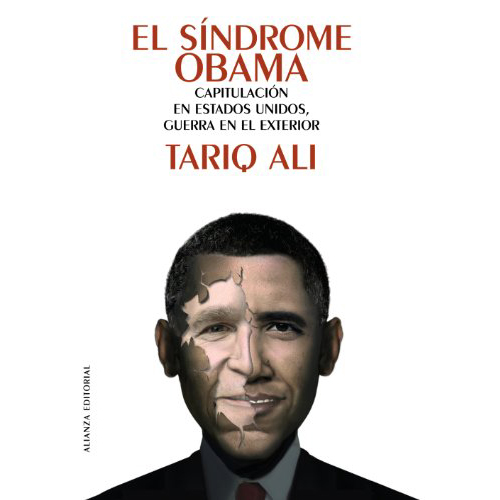 EL SÍNDROME
OBAMA
CAPITULACIÓN
EN ESTADOS UNIDOS,
GUERRA EN EL EXTERIOR
TARIQ ALI
ALIANZA EDITORIAL